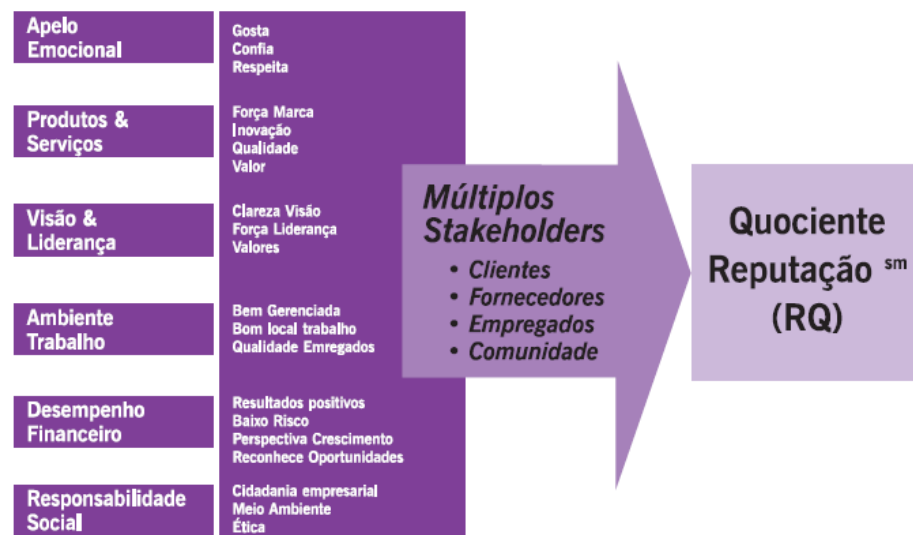 Apelo
Emocional
Gosta
Confia
Respeita
Produtos &
Serviços
Força Marca
Inovação
Qualidade
Valor
Visão &
Liderança
Clareza Visão
Força Liderança
Valores
Ambiente
Trabalho
Bem Gerenciada
Bom local trabalho
Qualidade Emregados
Desempenho
Financeiro
Resultados positivos
Baixo Risco
Perspectiva Crescimento
Reconhece Oportunidades
Responsabilidade
Social
Cidadania empresarial
Meio Ambiente
Ética
Múltiplos
Stakeholders
• Clientes
• Fornecedores
• Empregados
• Comunidade
Quociente
Reputação sm
(RQ)